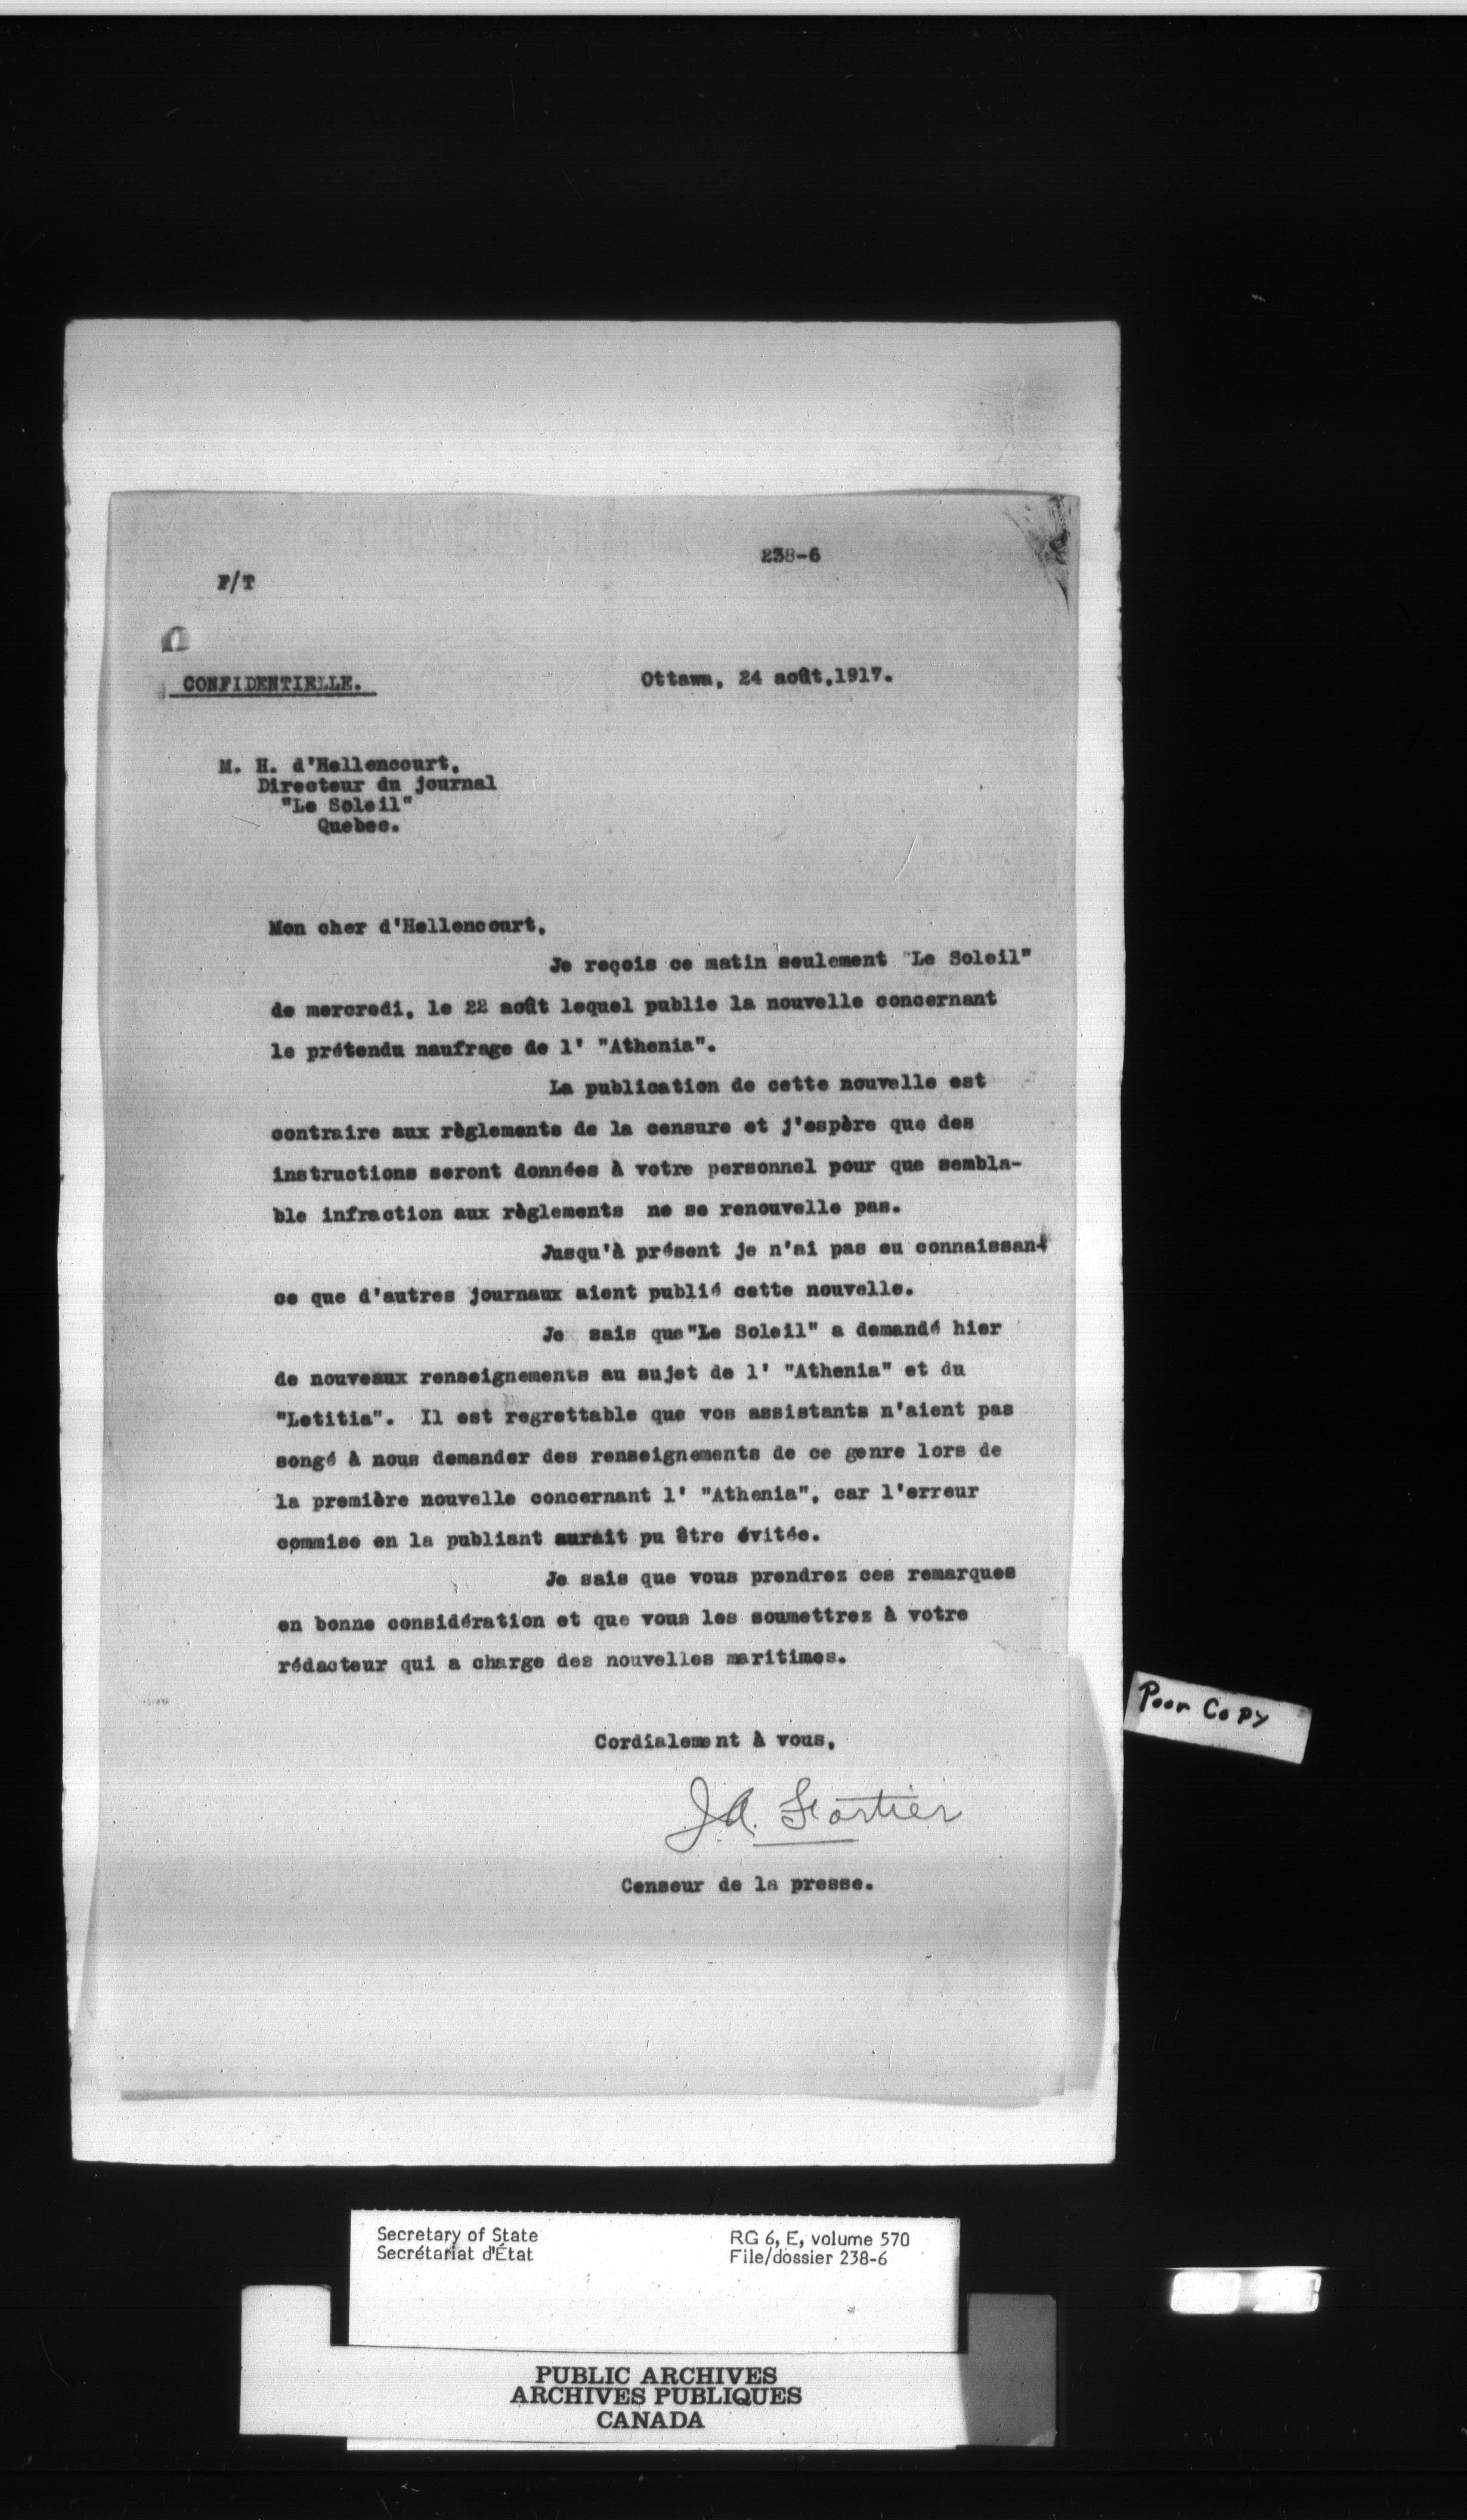 238-6
F/T
CONFIDENTIELLE.
Ottawa, 24 août,1917.
M. H. d'Hellencourt,
Directeur du journal
"Le Soleil"
Quebec.
Mon cher d'Hellencourt,
Je reçois ce matin seulement "Le Soleil"
de mercredi, le 22 août lequel publie la nouvelle concernant
le prétendu naufrage de l' "Athenia".
La publication de cette nouvelle est
contraire aux règlements de la censure et j'espère que des
instructions seront données à votre personnel pour que sembla-
ble infraction aux règlements ne se renouvelle pas.
Jusqu'à présent je n'ai pas eu connaissan-
ce que d'autres journaux aient publié cette nouvelle.
Je sais que "Le Soleil" a demandé hier
de nouveaux renseignements au sujet de l' "Athenia" et du
"Letitia". Il est regrettable que vos assistants n'aient pas
songé à nous demander des renseignements de ce genre lors de
la première nouvelle concernant l' "Athenia", car l'erreur
commise en la publiant aurait pu être évitée.
Je sais que vous prendrez ces remarques
en bonne considération et que vous les soumettrez à votre
rédacteur qui a charge des nouvelles maritimes.
Poor Copy
Cordialement à vous,
JA. Fortier
Censeur de la presse.
Secretary of State
Secrétariat d'État
RG 6, E, volume 570
File/dossier 238-6
PUBLIC ARCHIVES
ARCHIVES PUBLIQUES
CANADA